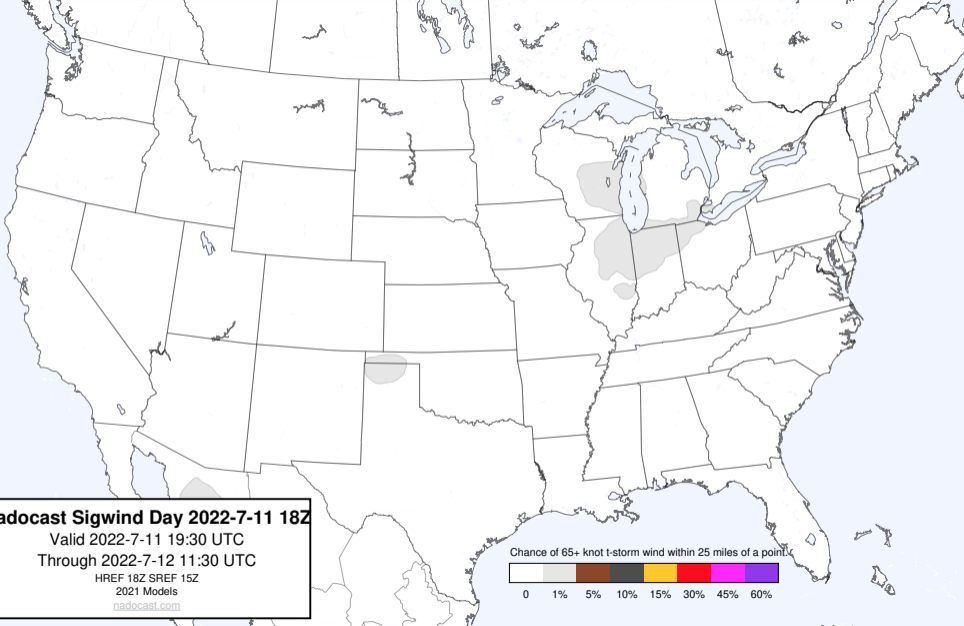 adocast Sigwind Day 2022-7-11 18Z
Valid 2022-7-11 19:30 UTC
Through 2022-7-12 11:30 UTC
HREF 18Z SREF 15Z
2021 Models
nadocast.com
Chance of 65+ knot t-storm wind within 25 miles of a point.
0 1% 5% 10% 15% 30% 45% 60%